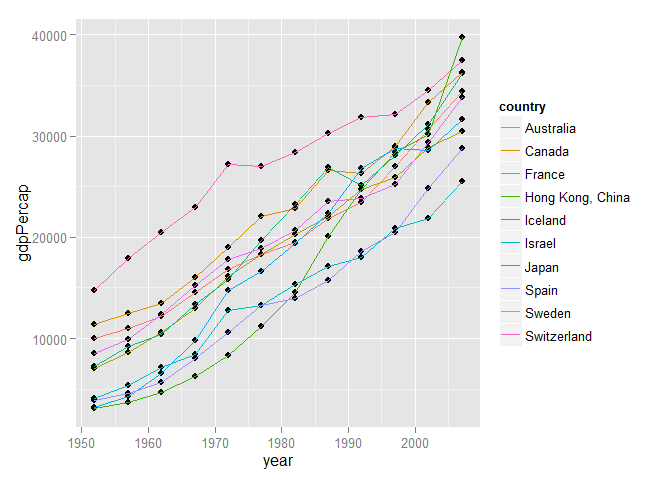 40000
30000
20000
10000
gdpPercap
1950 1960 1970 1980 1990 2000
year
country
Australia
Canada
France
Hong Kong, China
Iceland
Israel
Japan
Spain
Sweden
Switzerland